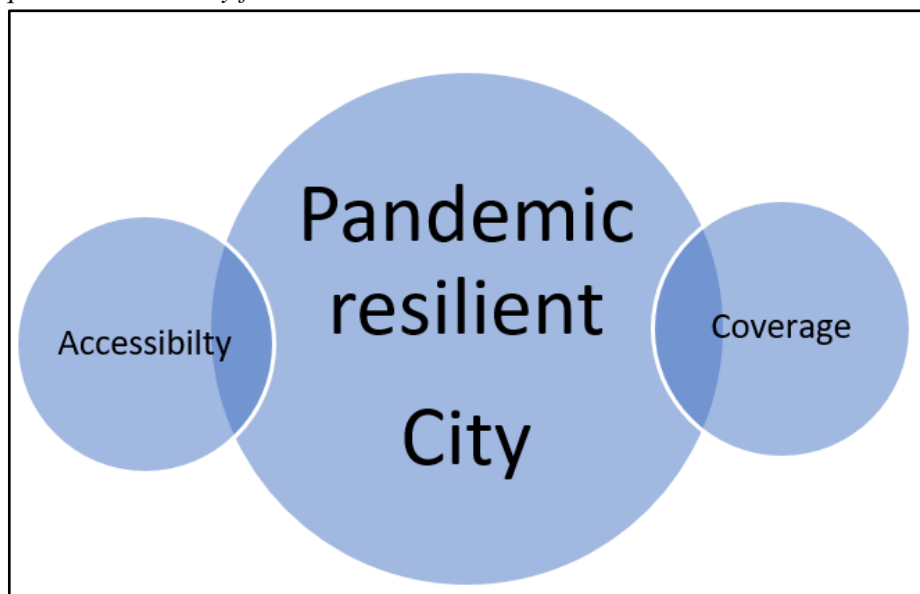 Pandemic
resilient
City
Accessibilty
Coverage